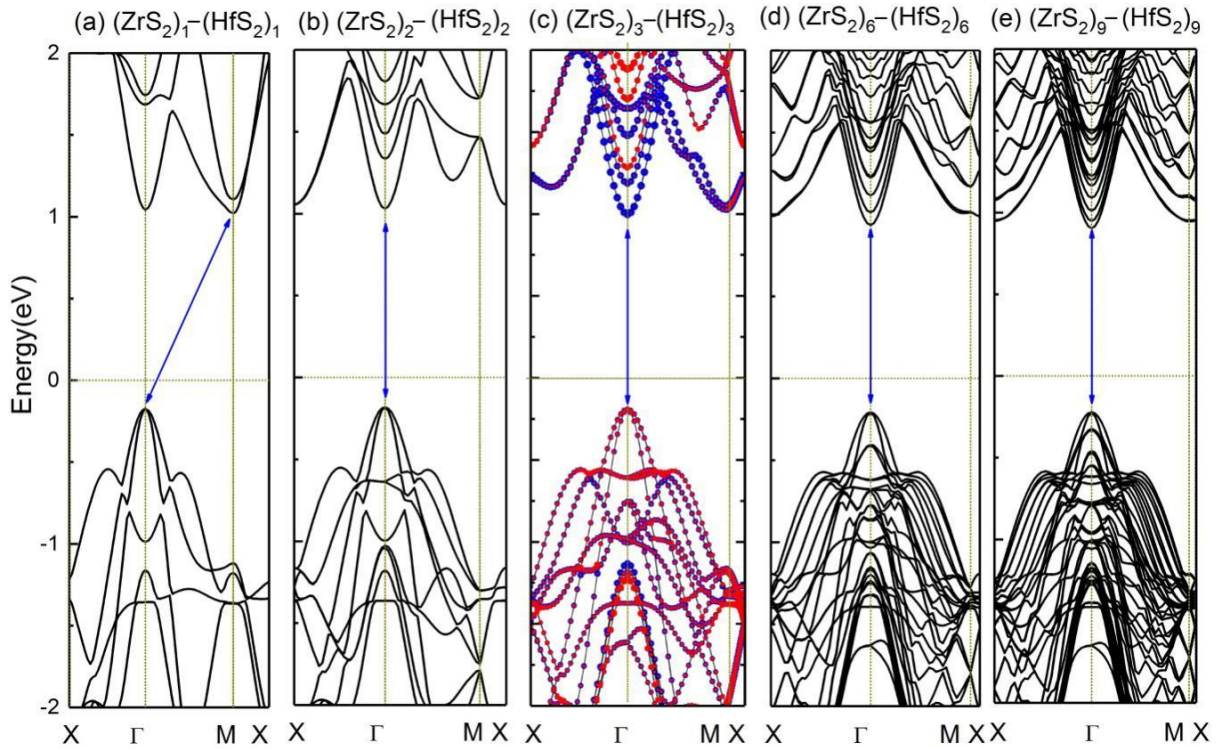 (a) (ZrS₂)₁–(HfS₂)₁
(b) (ZrS₂)₂–(HfS₂)₂
(c) (ZrS₂)₃–(HfS₂)₃
(d) (ZrS₂)₆–(HfS₂)₆
(e) (ZrS₂)₉–(HfS₂)₉
Energy(eV)
2
1
0
-1
-2
X Γ M X
X Γ M X
X Γ M X
X Γ M X
X Γ M X